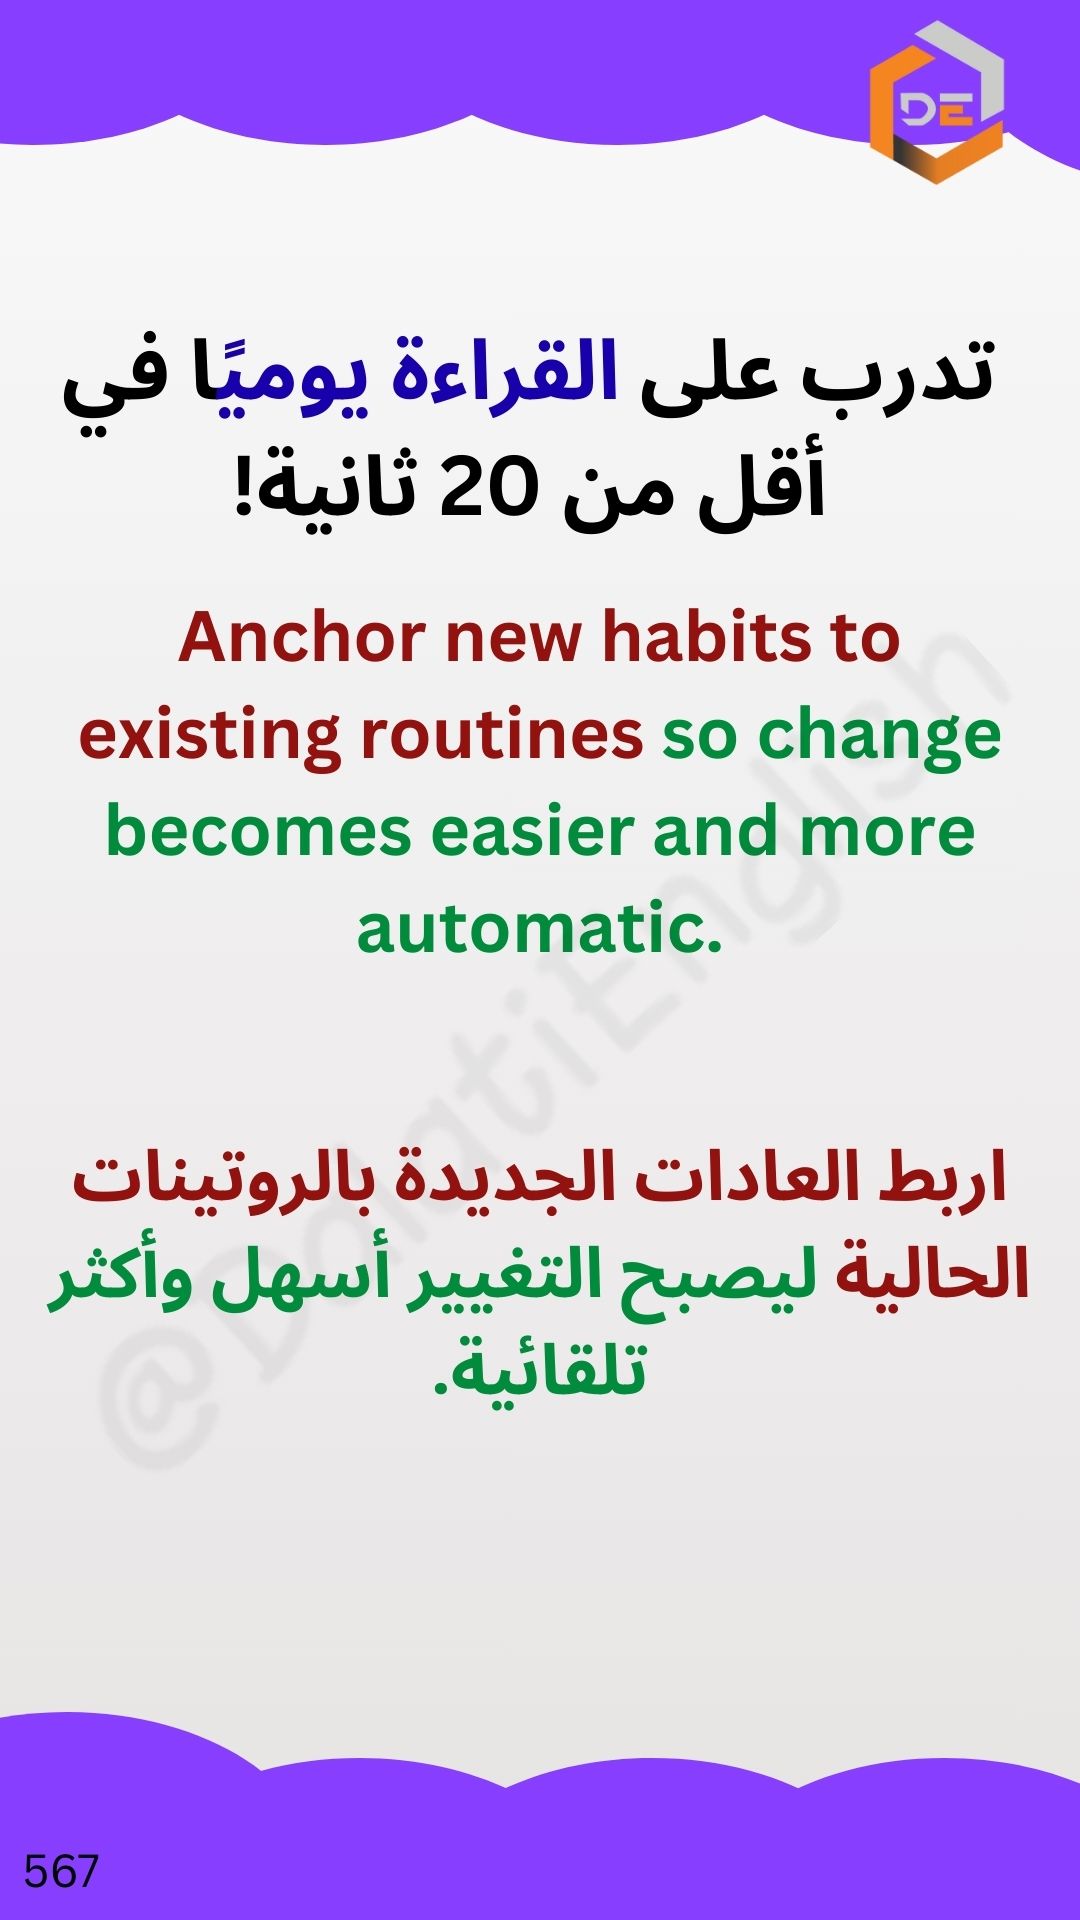 DE
تدرب على القراءة يوميًا في
أقل من 20 ثانية!
Anchor new habits to
existing routines so change
becomes easier and more
automatic.
@DalatiEnglish
اربط العادات الجديدة بالروتينات
الحالية ليصبح التغيير أسهل وأكثر
تلقائية.
567